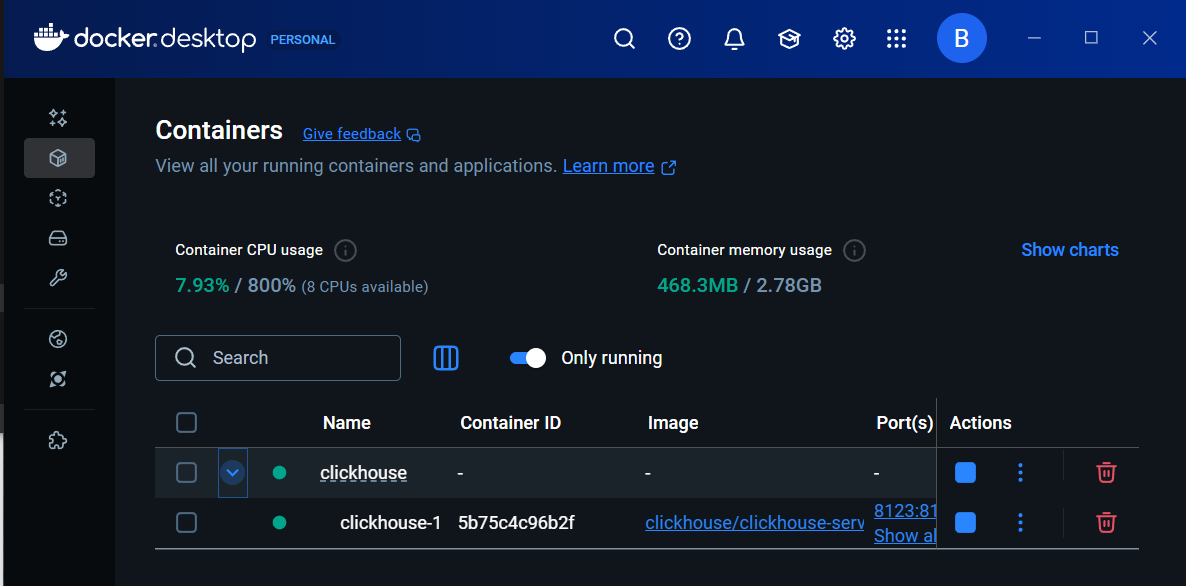 docker.desktop PERSONAL
B
Containers Give feedback
View all your running containers and applications. Learn more
Container CPU usage Container memory usage Show charts
7.93% / 800% (8 CPUs available) 468.3MB / 2.78GB
Search Only running
Name Container ID Image Port(s) Actions
clickhouse - - -
clickhouse-1 5b75c4c96b2f clickhouse/clickhouse-serv 8123:81
Show al